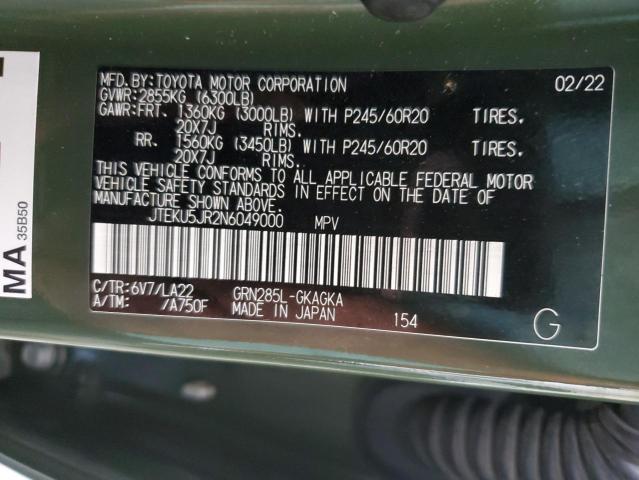 MFD. BY:TOYOTA MOTOR CORPORATION 02/22
GVWR:2855KG (6300LB)
GAWR:FRT. 1360KG (3000LB) WITH P245/60R20 TIRES.
20X7J RIMS.
RR. 1560KG (3450LB) WITH P245/60R20 TIRES.
20X7J RIMS.
THIS VEHICLE CONFORMS TO ALL APPLICABLE FEDERAL MOTOR
VEHICLE SAFETY STANDARDS IN EFFECT ON THE DATE OF
MANUFACTURE SHOWN ABOVE.
JTEKU5JR2N6049000 MPV
C/TR:6V7/LA22 GRN285L-GKAGKA
A/TM: /A750F MADE IN JAPAN 154 G
MA
35B50